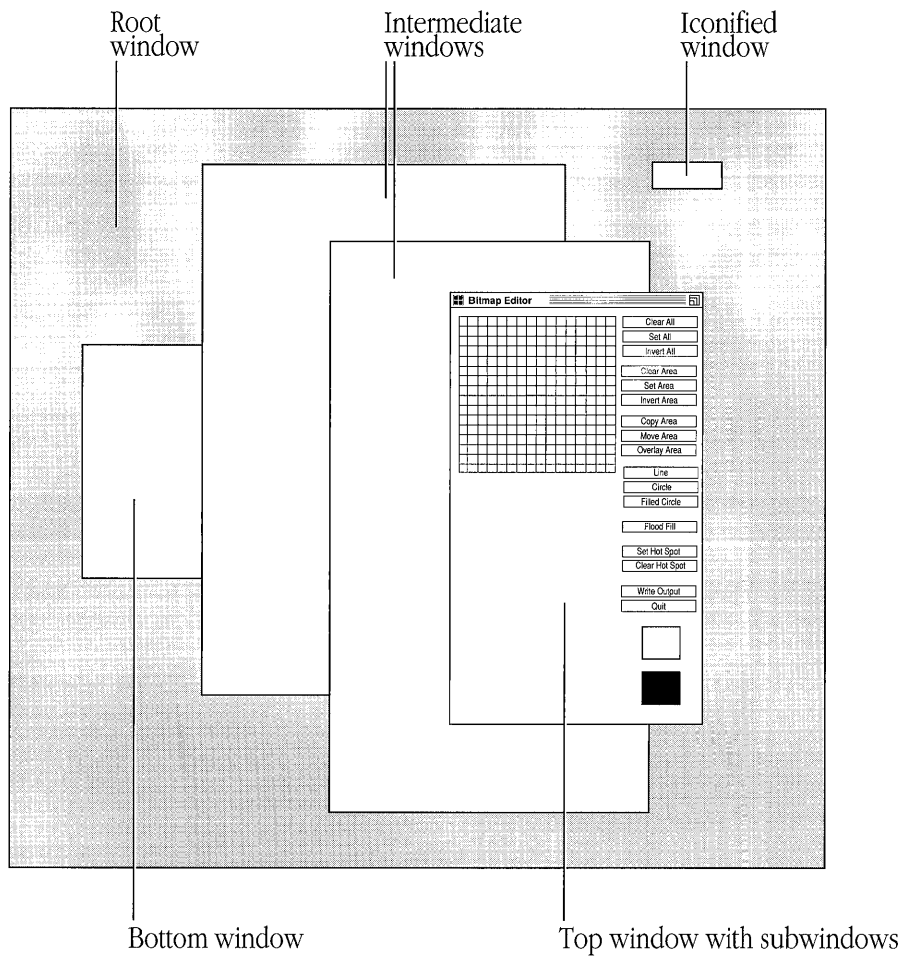 Root
window
Intermediate
windows
Iconified
window
Bitmap Editor
Clear All
Set All
Invert All
Clear Area
Set Area
Invert Area
Copy Area
Move Area
Overlay Area
Line
Circle
Filled Circle
Flood Fill
Set Hot Spot
Clear Hot Spot
Write Output
Quit
Bottom window
Top window with subwindows